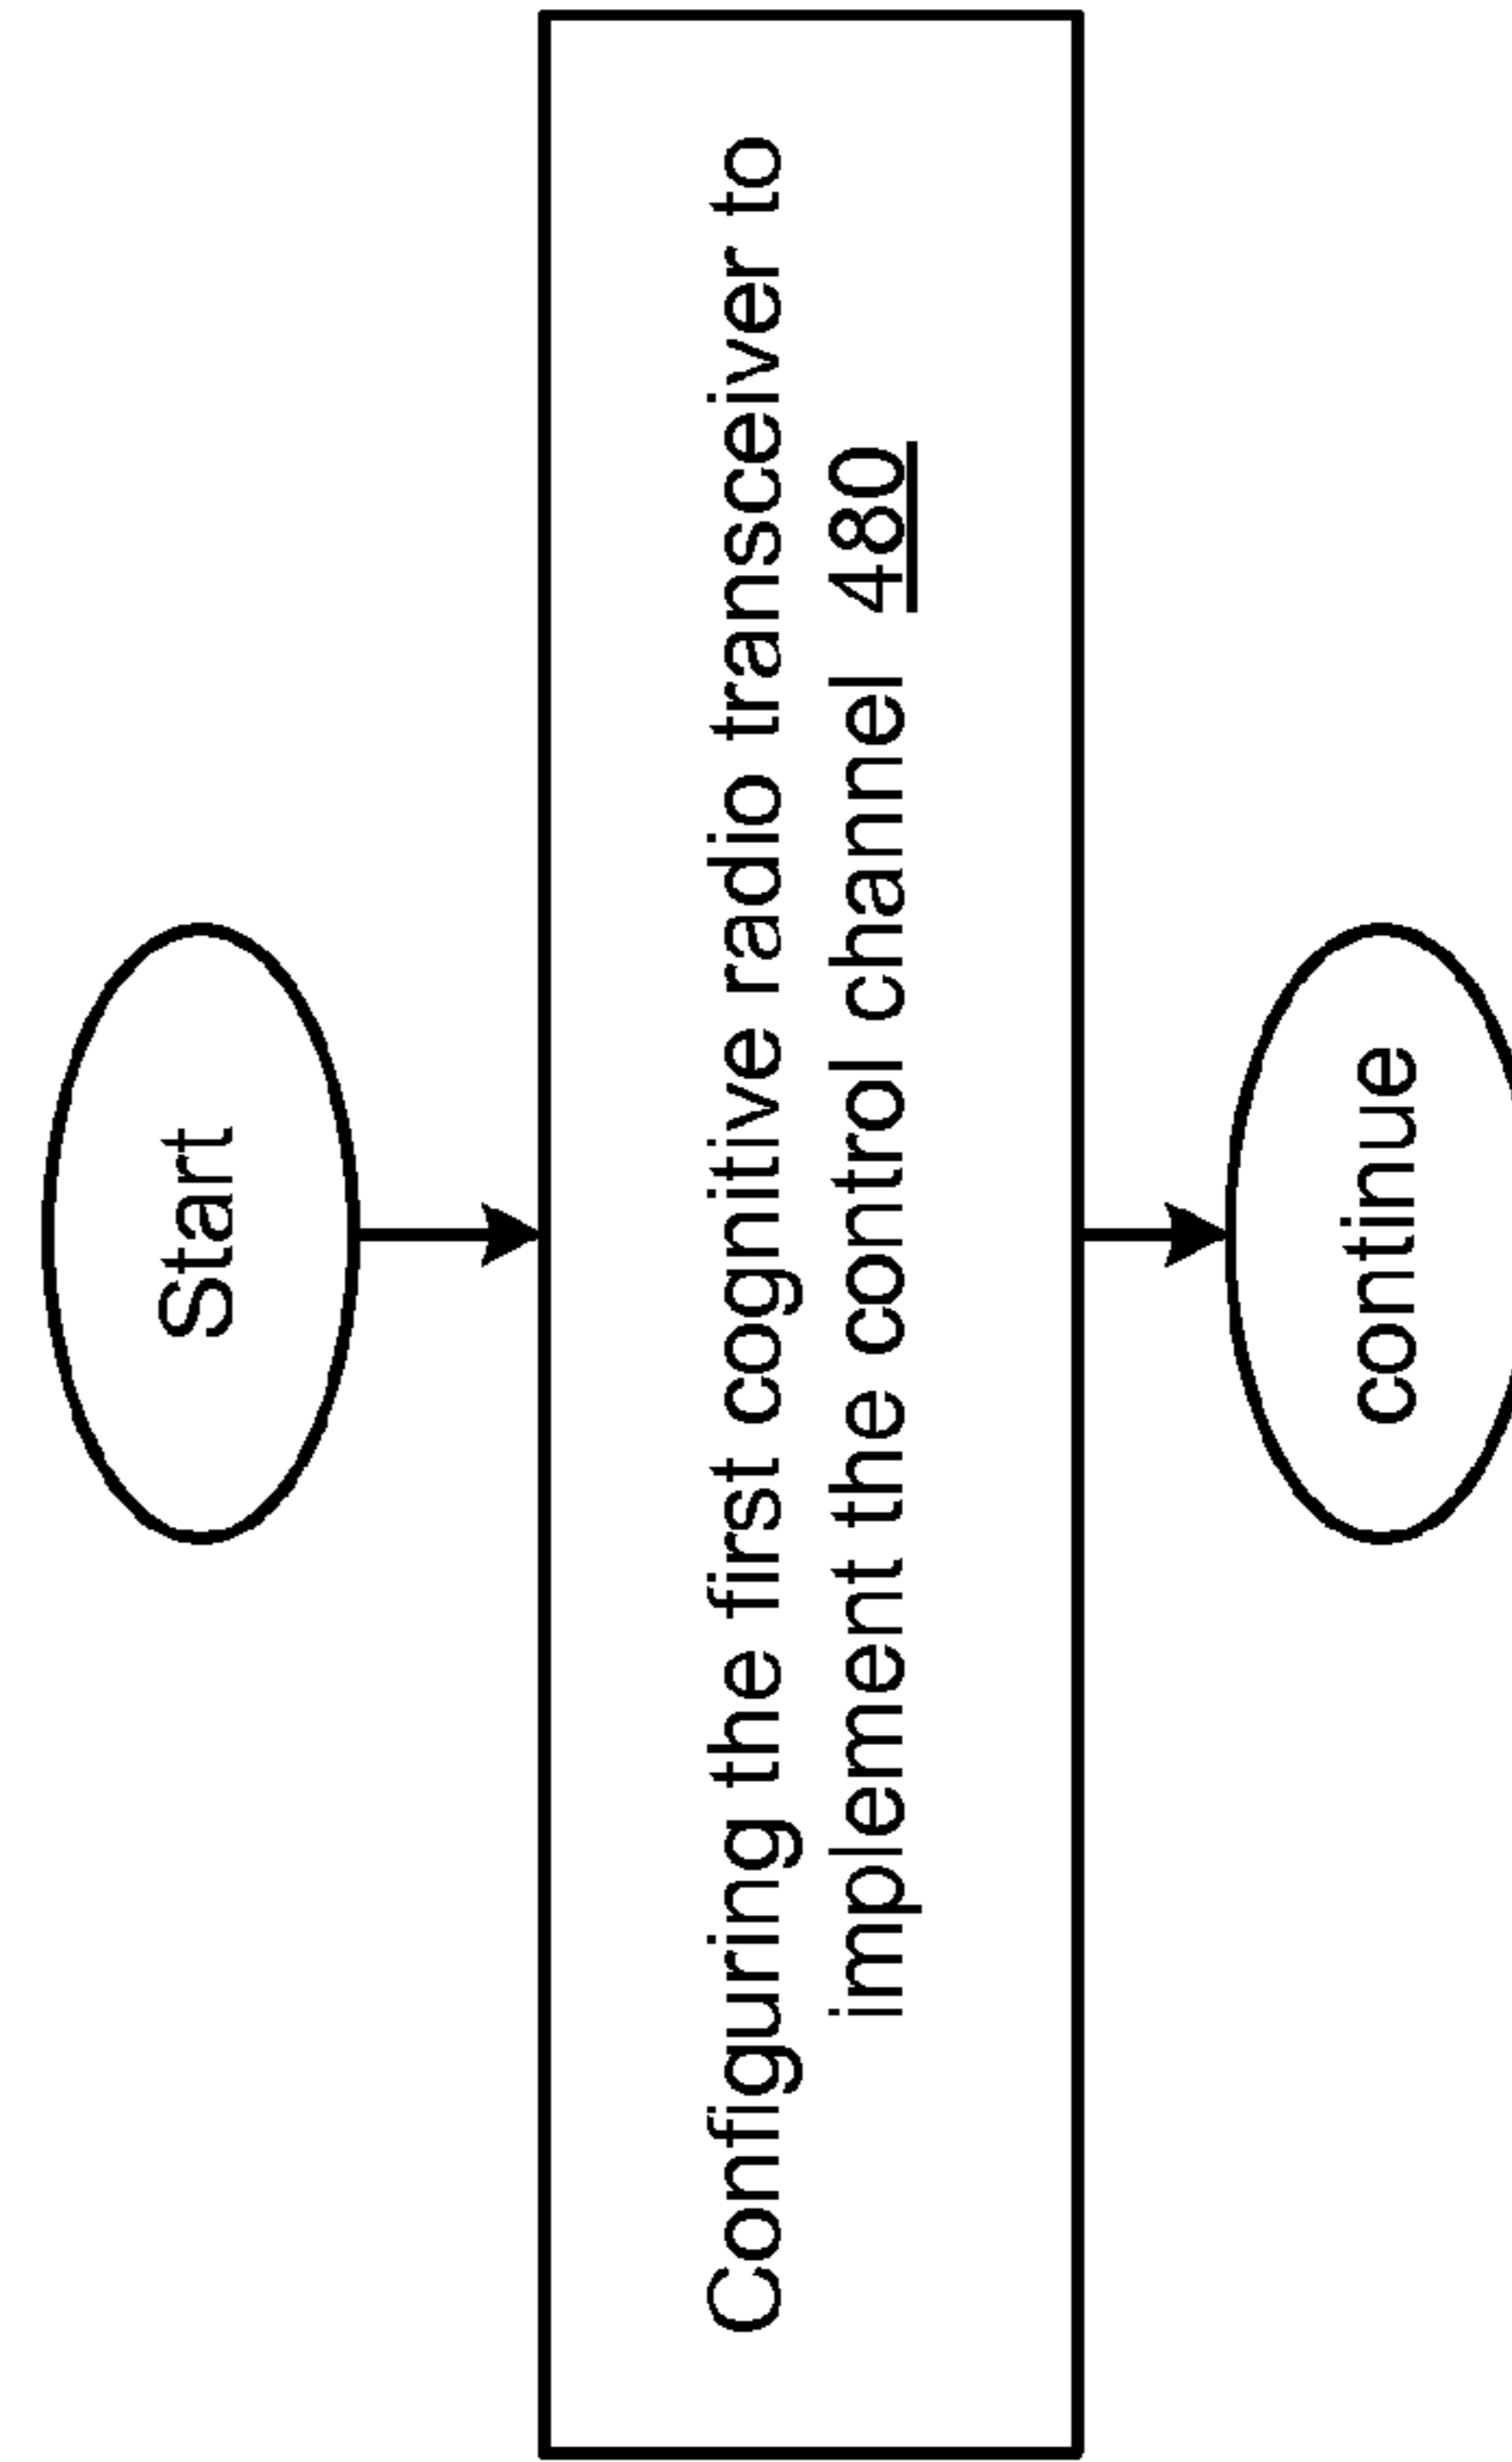 Start
Configuring the first cognitive radio transceiver to
implement the control channel 480
continue